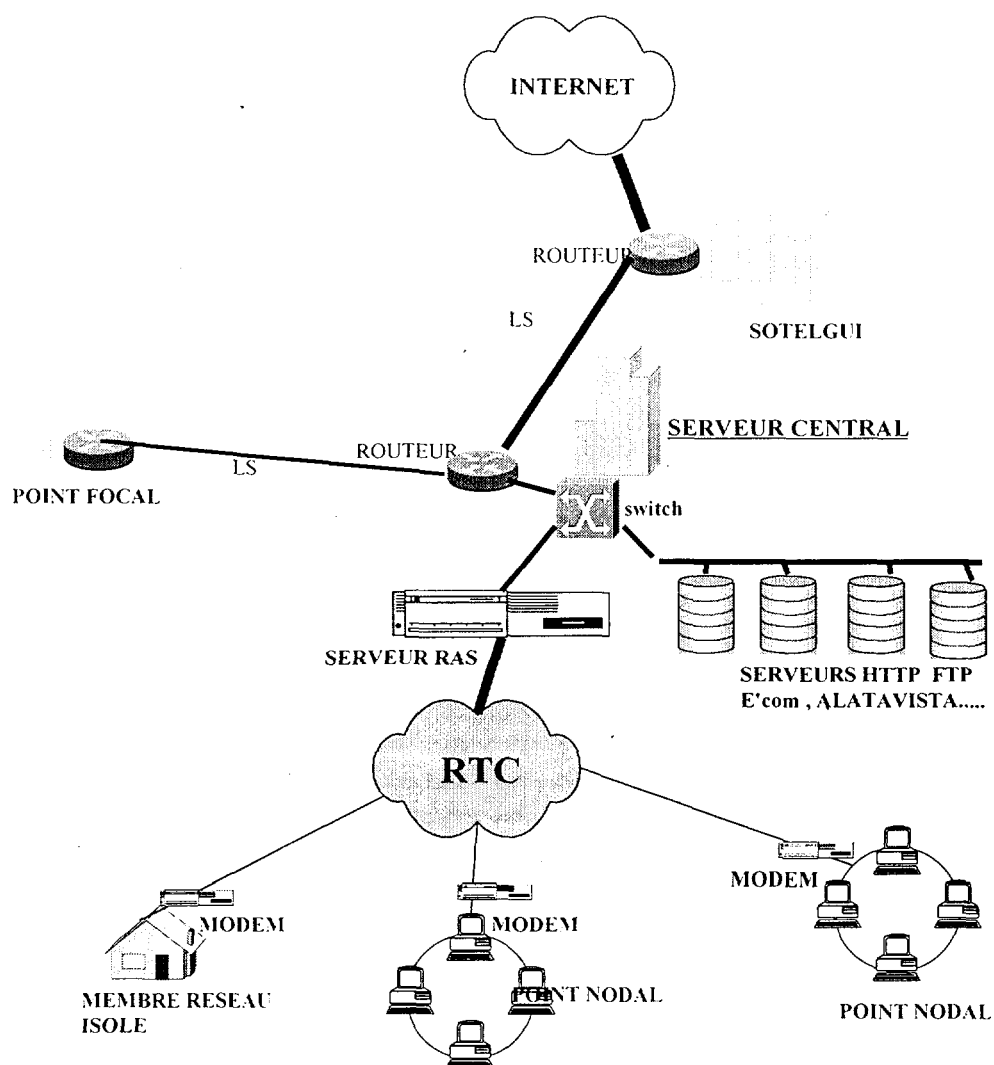 INTERNET
ROUTEUR
LS
SOTELGUI
SERVEUR CENTRAL
ROUTEUR
LS
POINT FOCAL
switch
SERVEUR RAS
SERVEURS HTTP FTP
E'com , ALATAVISTA.....
RTC
MODEM
MODEM
MODEM
MEMBRE RESEAU
ISOLE
POINT NODAL
POINT NODAL